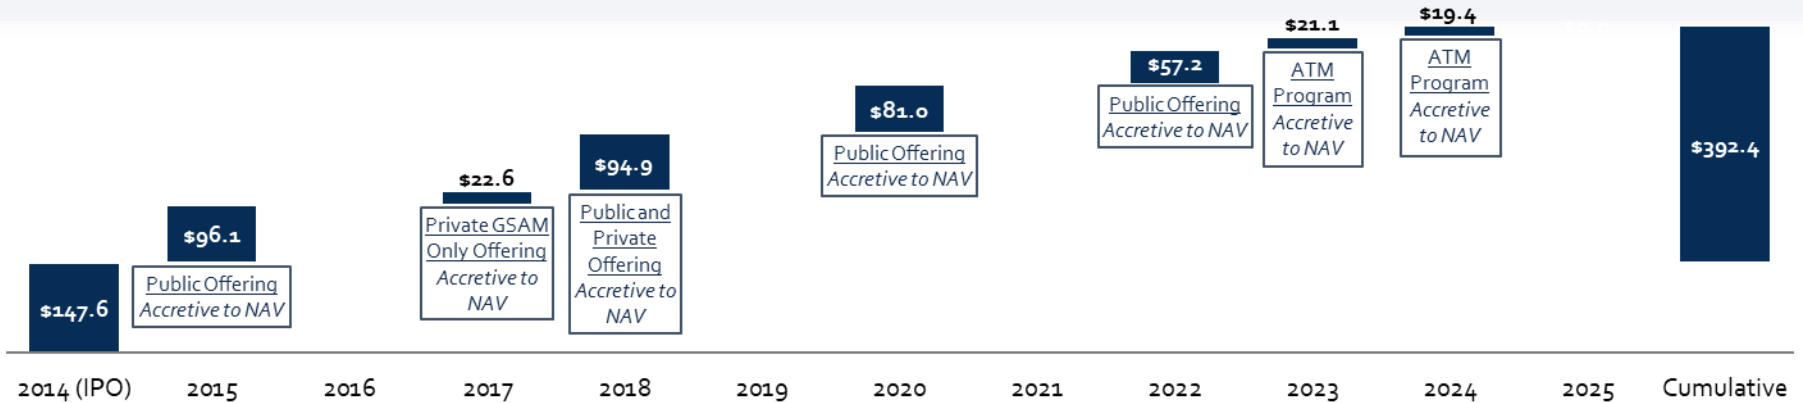 $147.6
$96.1
Public Offering
Accretive to NAV
$22.6
Private GSAM
Only Offering
Accretive to
NAV
$94.9
Public and
Private
Offering
Accretive to
NAV
$81.0
Public Offering
Accretive to NAV
$57.2
Public Offering
Accretive to NAV
$21.1
ATM
Program
Accretive
to NAV
$19.4
ATM
Program
Accretive
to NAV
$392.4
2014 (IPO) 2015 2016 2017 2018 2019 2020 2021 2022 2023 2024 2025 Cumulative